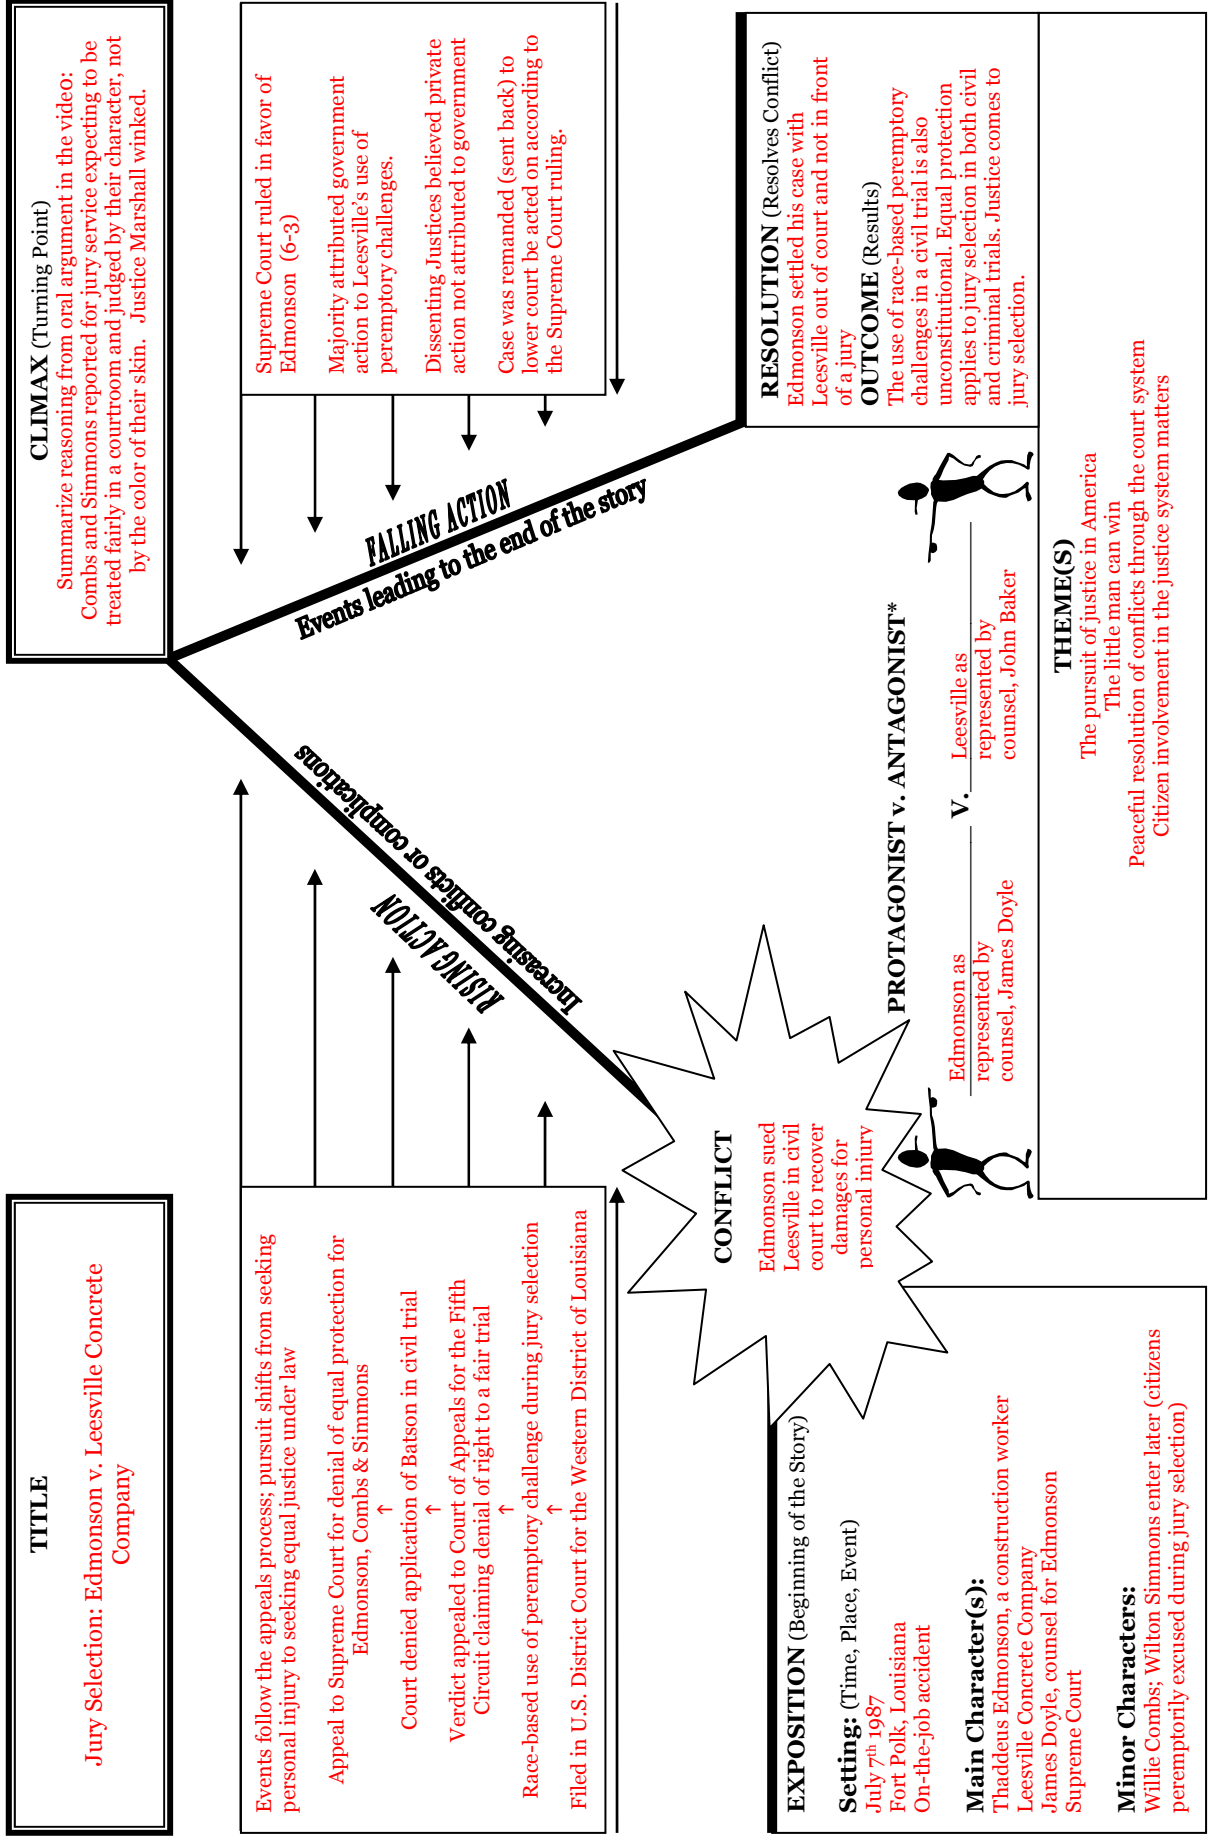 TITLE
Jury Selection: Edmonson v. Leesville Concrete
Company
CLIMAX (Turning Point)
Summarize reasoning from oral argument in the video:
Combs and Simmons reported for jury service expecting to be
treated fairly in a courtroom and judged by their character, not
by the color of their skin. Justice Marshall winked.
Events follow the appeals process; pursuit shifts from seeking
personal injury to seeking equal justice under law
Appeal to Supreme Court for denial of equal protection for
Edmonson, Combs & Simmons
↑
Court denied application of Batson in civil trial
↑
Verdict appealed to Court of Appeals for the Fifth
Circuit claiming denial of right to a fair trial
↑
Race-based use of peremptory challenge during jury selection
↑
Filed in U.S. District Court for the Western District of Louisiana
RISING ACTION
Increasing conflicts or complications
FALLING ACTION
Events leading to the end of the story
Supreme Court ruled in favor of
Edmonson (6-3)
Majority attributed government
action to Leesville's use of
peremptory challenges.
Dissenting Justices believed private
action not attributed to government
Case was remanded (sent back) to
lower court be acted on according to
the Supreme Court ruling.
CONFLICT
Edmonson sued
Leesville in civil
court to recover
damages for
personal injury
EXPOSITION (Beginning of the Story)
Setting: (Time, Place, Event)
July 7th 1987
Fort Polk, Louisiana
On-the-job accident
Main Character(s):
Thaddeus Edmonson, a construction worker
Leesville Concrete Company
James Doyle, counsel for Edmonson
Supreme Court
Minor Characters:
Willie Combs; Wilton Simmons enter later (citizens
peremptorily excused during jury selection)
PROTAGONIST v. ANTAGONIST*
Edmonson as
represented by
counsel, James Doyle
v.
Leesville as
represented by
counsel, John Baker
RESOLUTION (Resolves Conflict)
Edmonson settled his case with
Leesville out of court and not in front
of a jury
OUTCOME (Results)
The use of race-based peremptory
challenges in a civil trial is also
unconstitutional. Equal protection
applies to jury selection in both civil
and criminal trials. Justice comes to
jury selection.
THEME(S)
The pursuit of justice in America
The little man can win
Peaceful resolution of conflicts through the court system
Citizen involvement in the justice system matters